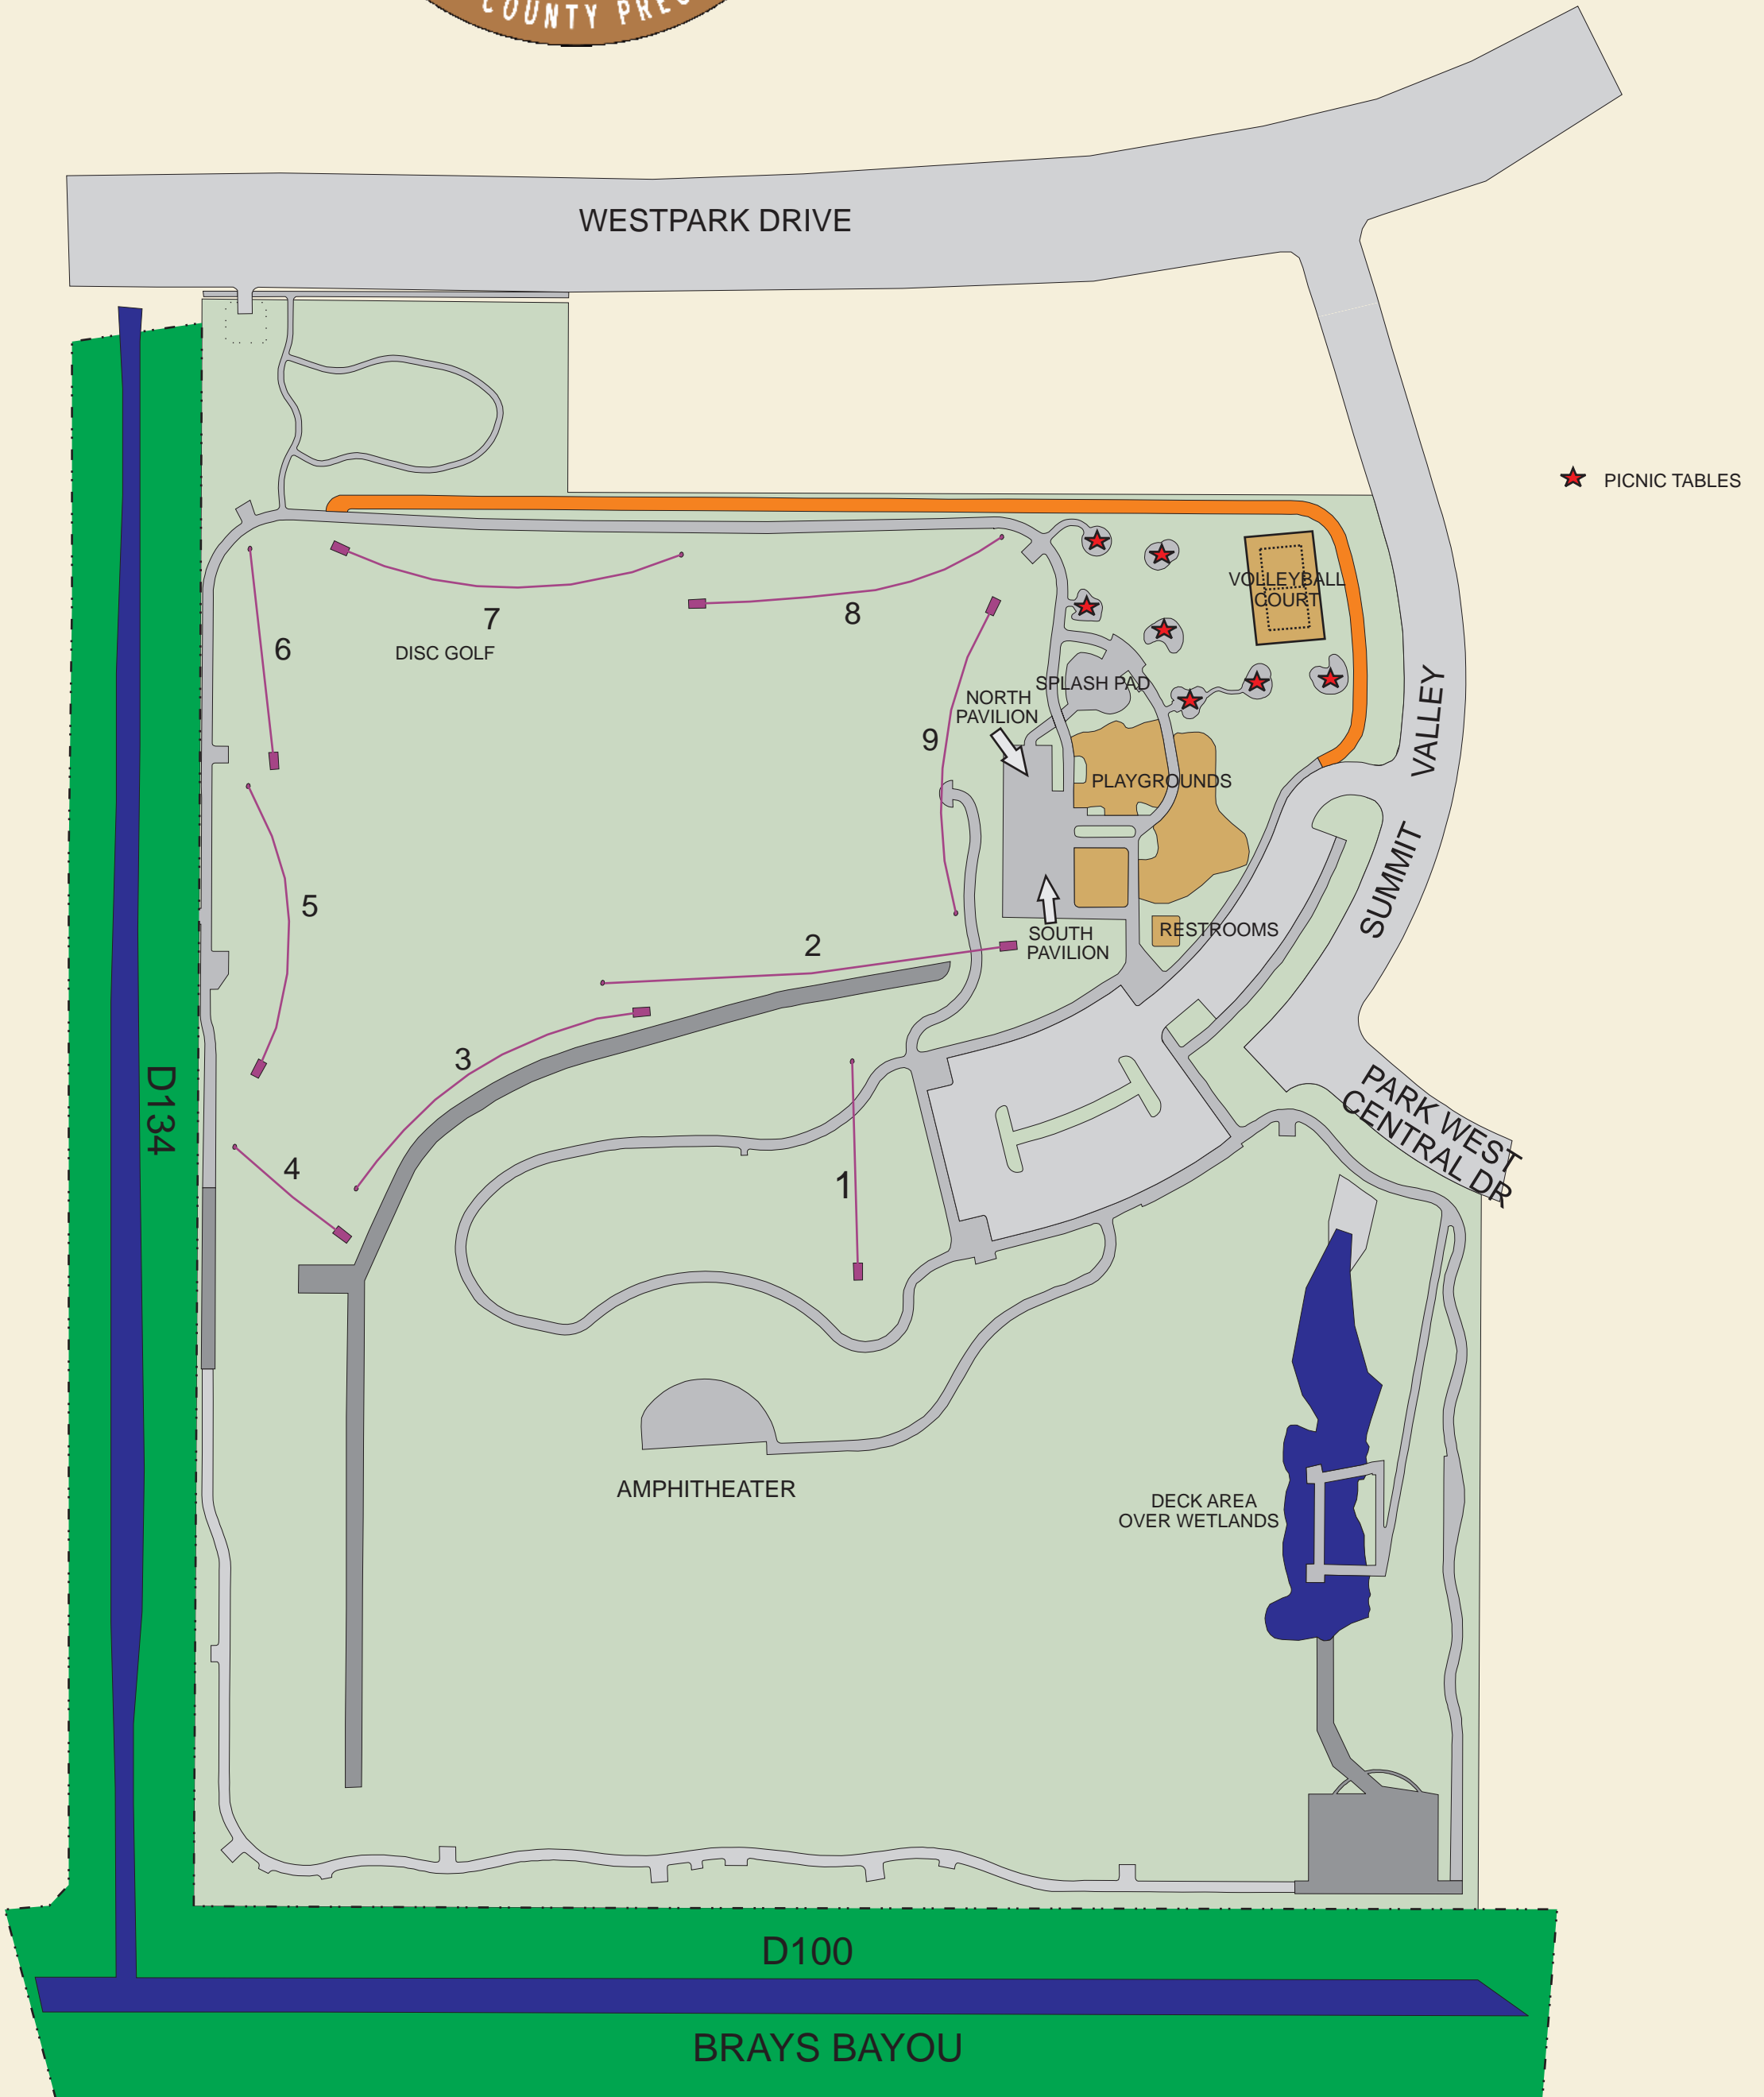 COUNTY
WESTPARK DRIVE
PICNIC TABLES
VOLLEYBALL
COURT
7
8
6
DISC GOLF
SPLASH PAD
NORTH
PAVILION
VALLEY
9
PLAYGROUNDS
SUMMIT
5
2
SOUTH
PAVILION
RESTROOMS
3
D134
PARK WEST
CENTRAL DR
4
1
AMPHITHEATER
DECK AREA
OVER WETLANDS
D100
BRAYS BAYOU